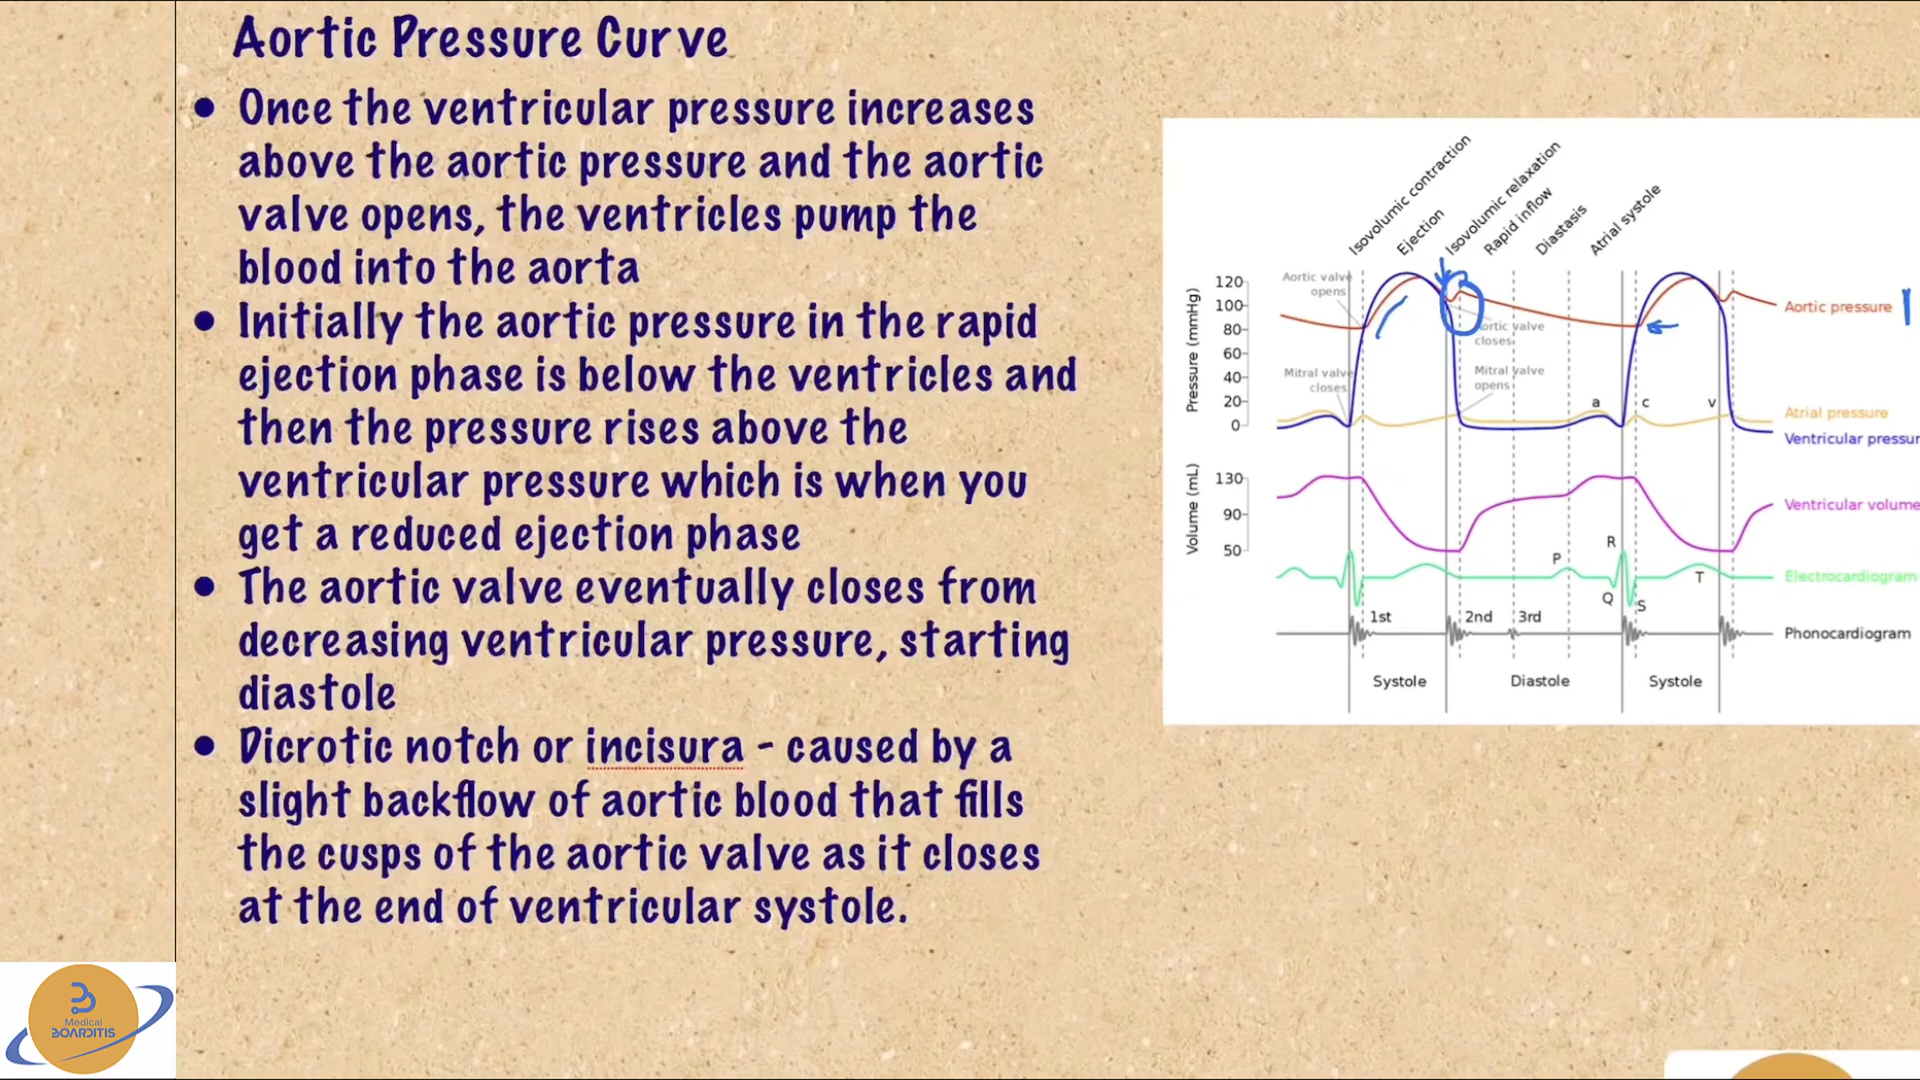 Aortic Pressure Curve
• Once the ventricular pressure increases
above the aortic pressure and the aortic
valve opens, the ventricles pump the
blood into the aorta
• Initially the aortic pressure in the rapid
ejection phase is below the ventricles and
then the pressure rises above the
ventricular pressure which is when you
get a reduced ejection phase
• The aortic valve eventually closes from
decreasing ventricular pressure, starting
diastole
• Dicrotic notch or incisura - caused by a
slight backflow of aortic blood that fills
the cusps of the aortic valve as it closes
at the end of ventricular systole.
Isovolumic contraction
Ejection
Isovolumic relaxation
Rapid inflow
Diastasis
Atrial systole
Pressure (mmHg)
120
100
80
60
40
20
0
Aortic valve
opens
Aortic valve
closes
Mitral valve
closes
Mitral valve
opens
a
c
v
Aortic pressure
Atrial pressure
Ventricular pressur
Volume (mL)
130
90
50
Ventricular volume
R
P
Q
S
T
Electrocardiogram
1st
2nd
3rd
Phonocardiogram
Systole
Diastole
Systole
Medical
BOARDITIS